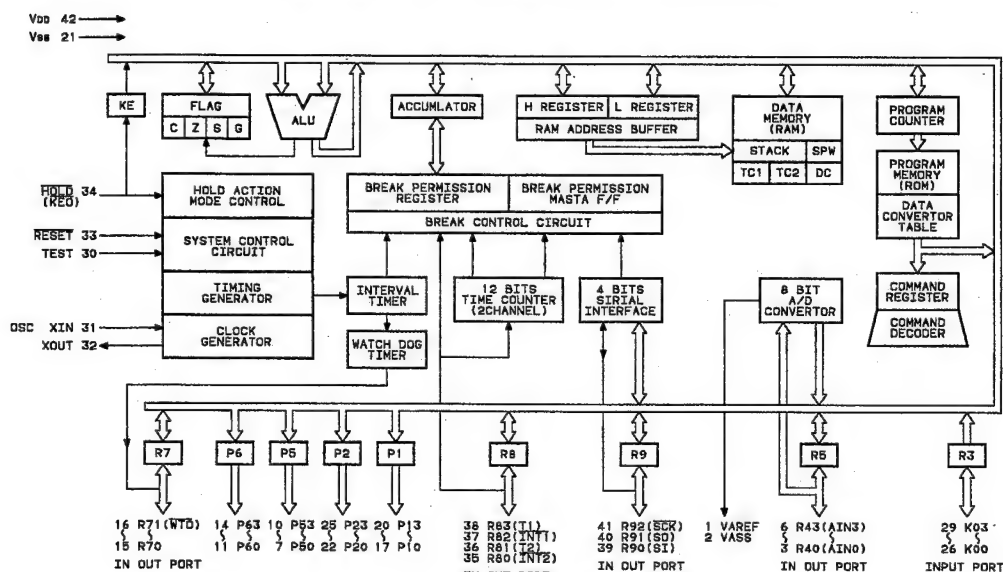 VDD 42
VSS 21
KE
FLAG
C Z S G
ALU
ACCUMLATOR
H REGISTER L REGISTER
RAM ADDRESS BUFFER
DATA
MEMORY
(RAM)
STACK SPW
TC1 TC2 DC
PROGRAM
COUNTER
PROGRAM
MEMORY
(ROM)
DATA
CONVERTOR
TABLE
COMMAND
REGISTER
COMMAND
DECODER
HOLD 34
(KEO)
RESET 33
TEST 30
OSC XIN 31
XOUT 32
HOLD ACTION
MODE CONTROL
SYSTEM CONTROL
CIRCUIT
TIMING
GENERATOR
CLOCK
GENERATOR
BREAK PERMISSION
REGISTER
BREAK PERMISSION
MASTA F/F
BREAK CONTROL CIRCUIT
INTERVAL
TIMER
WATCH DOG
TIMER
12 BITS
TIME COUNTER
(2CHANNEL)
4 BITS
SIRIAL
INTERFACE
8 BIT
A/D
CONVERTOR
R7 P6 P5 P2 P1 R8 R9 R5 R3
16 R71(WTO)
15 R70
IN OUT PORT
14 P63
11 P60
10 P53
7 P50
25 P23
22 P20
20 P13
17 P10
38 R83(T1)
37 R82(INT1)
36 R81(T2)
35 R80(INT2)
IN OUT PORT
41 R92(SCK)
40 R91(SO)
39 R90(SI)
IN OUT PORT
1 VAREF
2 VASS
6 R43(AIN3)
3 R40(AIN0)
IN OUT PORT
29 K03
26 K00
INPUT PORT